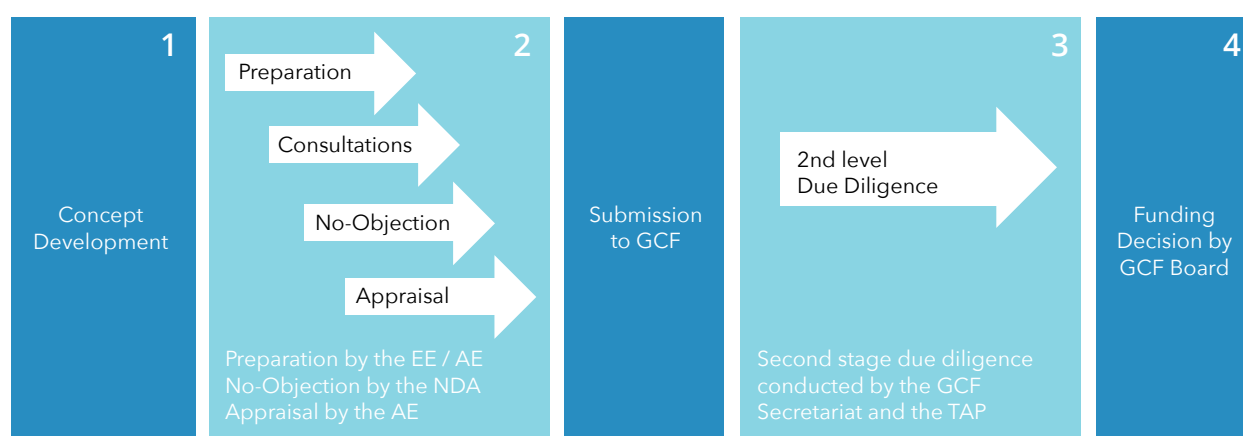 1
Concept
Development
2
Preparation
Consultations
No-Objection
Appraisal
Preparation by the EE / AE
No-Objection by the NDA
Appraisal by the AE
Submission
to GCF
3
2nd level
Due Diligence
Second stage due diligence
conducted by the GCF
Secretariat and the TAP
4
Funding
Decision by
GCF Board